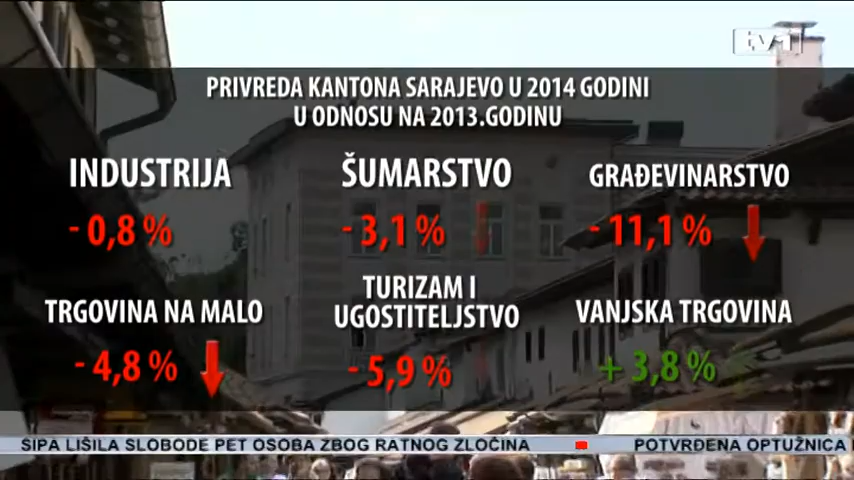 tv1
PRIVREDA KANTONA SARAJEVO U 2014 GODINI
U ODNOSU NA 2013.GODINU
INDUSTRIJA
- 0,8 %
ŠUMARSTVO
- 3,1 %
GRAĐEVINARSTVO
- 11,1 %
TRGOVINA NA MALO
- 4,8 %
TURIZAM I
UGOSTITELJSTVO
- 5,9 %
VANJSKA TRGOVINA
+ 3,8 %
SIPA LIŠILA SLOBODE PET OSOBA ZBOG RATNOG ZLOČINA
POTVRĐENA OPTUŽNICA